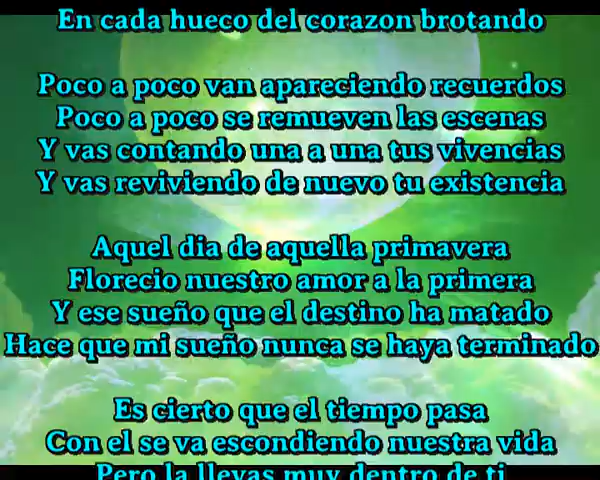 En cada hueco del corazon brotando
Poco a poco van apareciendo recuerdos
Poco a poco se remueven las escenas
Y vas contando una a una tus vivencias
Y vas reviviendo de nuevo tu existencia
Aquel dia de aquella primavera
Florecio nuestro amor a la primera
Y ese sueño que el destino ha matado
Hace que mi sueño nunca se haya terminado
Es cierto que el tiempo pasa
Con el se va escondiendo nuestra vida
Pero la llevas muy dentro de ti